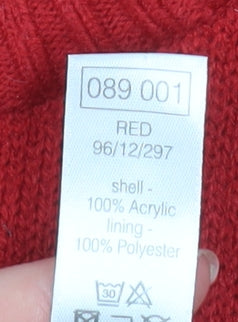 089 001
RED
96/12/297
shell -
100% Acrylic
lining -
100% Polyester
30